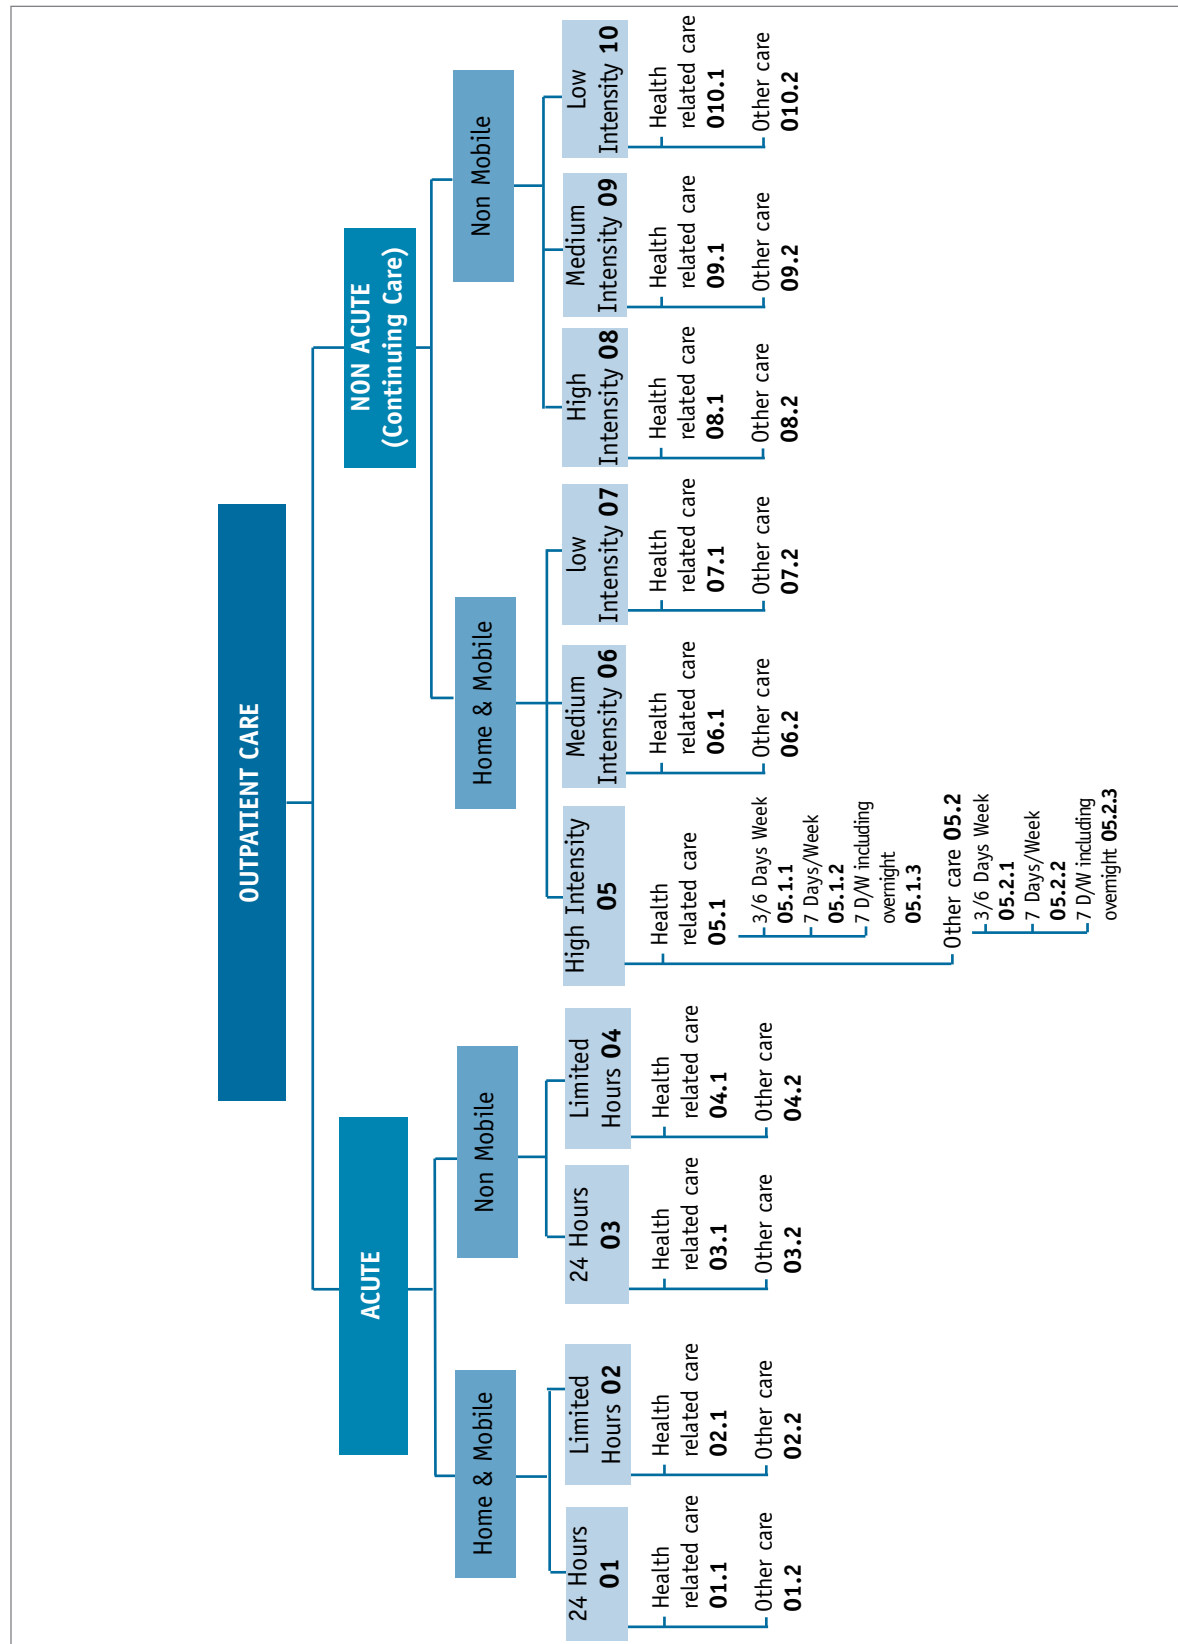 OUTPATIENT CARE
ACUTE
NON ACUTE
(Continuing Care)
Home & Mobile
Non Mobile
Home & Mobile
Non Mobile
24 Hours
01
Health
related care
01.1
Other care
01.2
Limited
Hours 02
Health
related care
02.1
Other care
02.2
24 Hours
03
Health
related care
03.1
Other care
03.2
Limited
Hours 04
Health
related care
04.1
Other care
04.2
High Intensity
05
Health
related care
05.1
3/6 Days Week
05.1.1
7 Days/Week
05.1.2
7 D/W including
overnight
05.1.3
Other care 05.2
3/6 Days Week
05.2.1
7 Days/Week
05.2.2
7 D/W including
overnight 05.2.3
Medium
Intensity 06
Health
related care
06.1
Other care
06.2
Low
Intensity 07
Health
related care
07.1
Other care
07.2
High
Intensity 08
Health
related care
08.1
Other care
08.2
Medium
Intensity 09
Health
related care
09.1
Other care
09.2
Low
Intensity 10
Health
related care
010.1
Other care
010.2